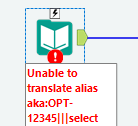 Unable to
translate alias
aka:OPT-
12345|||select